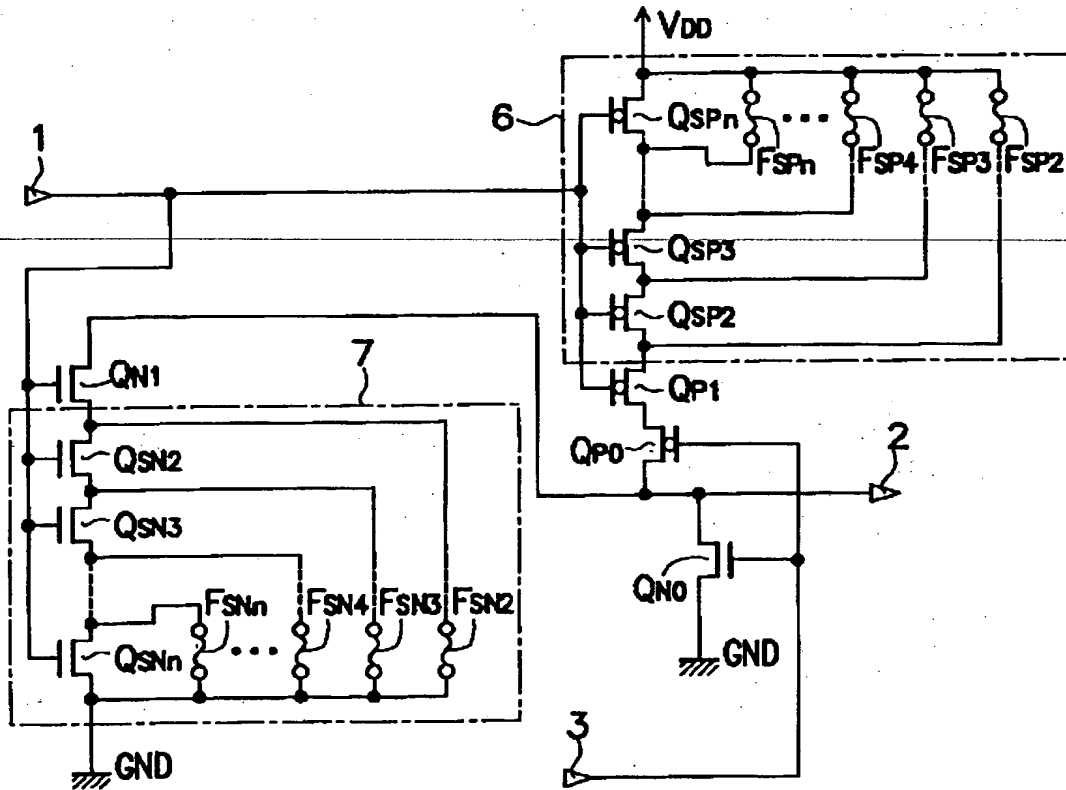 VDD
6
QSPn
FSPn
FSP4
FSP3
FSP2
1
QSP3
QSP2
7
QN1
QP1
QP0
2
QSN2
QSN3
QN0
FSNn
FSN4
FSN3
FSN2
QSNn
GND
GND
3